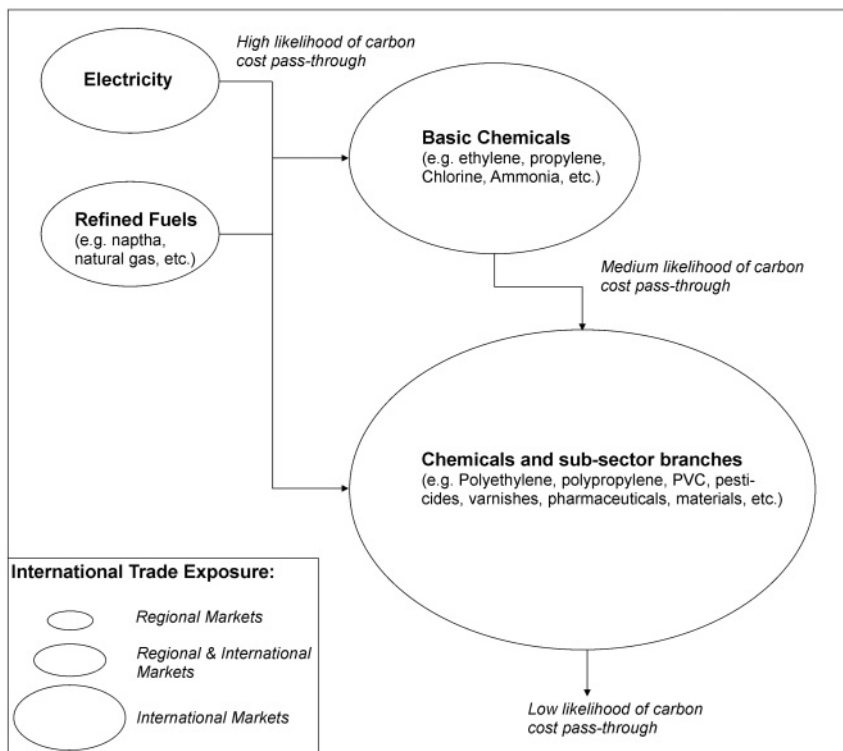 High likelihood of carbon
cost pass-through
Electricity
Basic Chemicals
(e.g. ethylene, propylene,
Chlorine, Ammonia, etc.)
Refined Fuels
(e.g. naptha,
natural gas, etc.)
Medium likelihood of carbon
cost pass-through
Chemicals and sub-sector branches
(e.g. Polyethylene, polypropylene, PVC, pesti-
cides, varnishes, pharmaceuticals, materials, etc.)
International Trade Exposure:
Regional Markets
Regional & International
Markets
International Markets
Low likelihood of carbon
cost pass-through